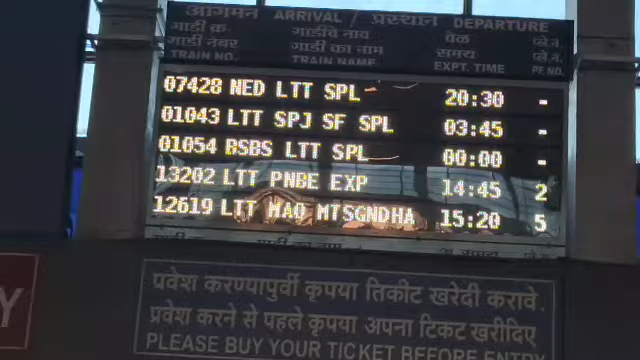 आगमन ARRIVAL / प्रस्थान DEPARTURE
गाडी क्र. गाडीचे नाव वेळ प्लॅ.नं.
गाडी नंबर गाडी का नाम समय प्ले.नं.
TRAIN NO. TRAIN NAME EXPT. TIME PF NO.
07428 NED LTT SPL 20:30 -
01043 LTT SPJ SF SPL 03:45 -
01054 BSBS LTT SPL 00:00 -
13202 LTT PNBE EXP 14:45 2
12619 LTT MAQ MTSGNDHA 15:20 5
प्रवेश करण्यापुर्वी कृपया तिकीट खरेदी करावे.
प्रवेश करने से पहले कृपया अपना टिकट खरीदिए
PLEASE BUY YOUR TICKET BEFORE ENTRY
Y